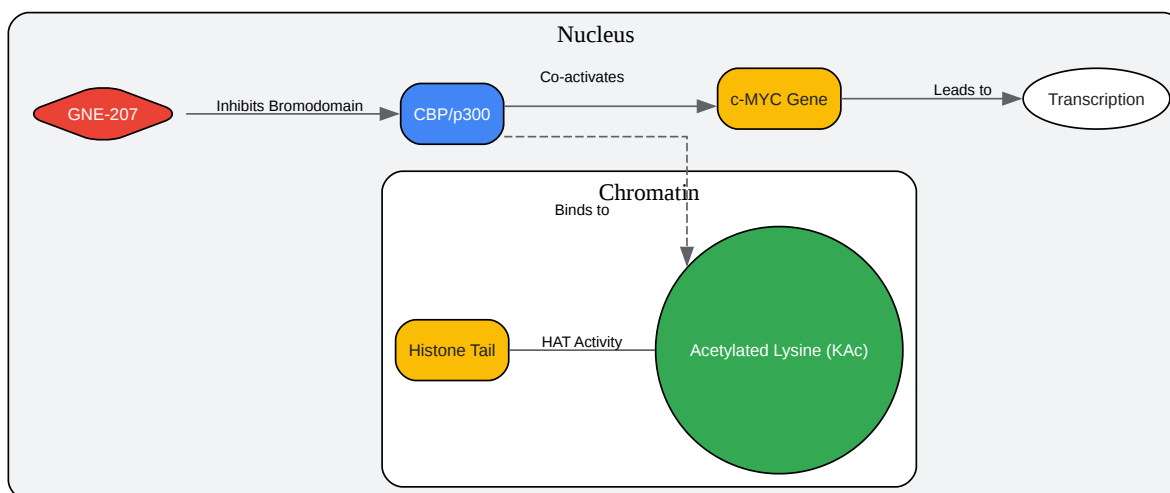 Nucleus
Co-activates
GNE-207
Inhibits Bromodomain
CBP/p300
c-MYC Gene
Leads to
Transcription
Chromatin
Binds to
Histone Tail
HAT Activity
Acetylated Lysine (KAc)